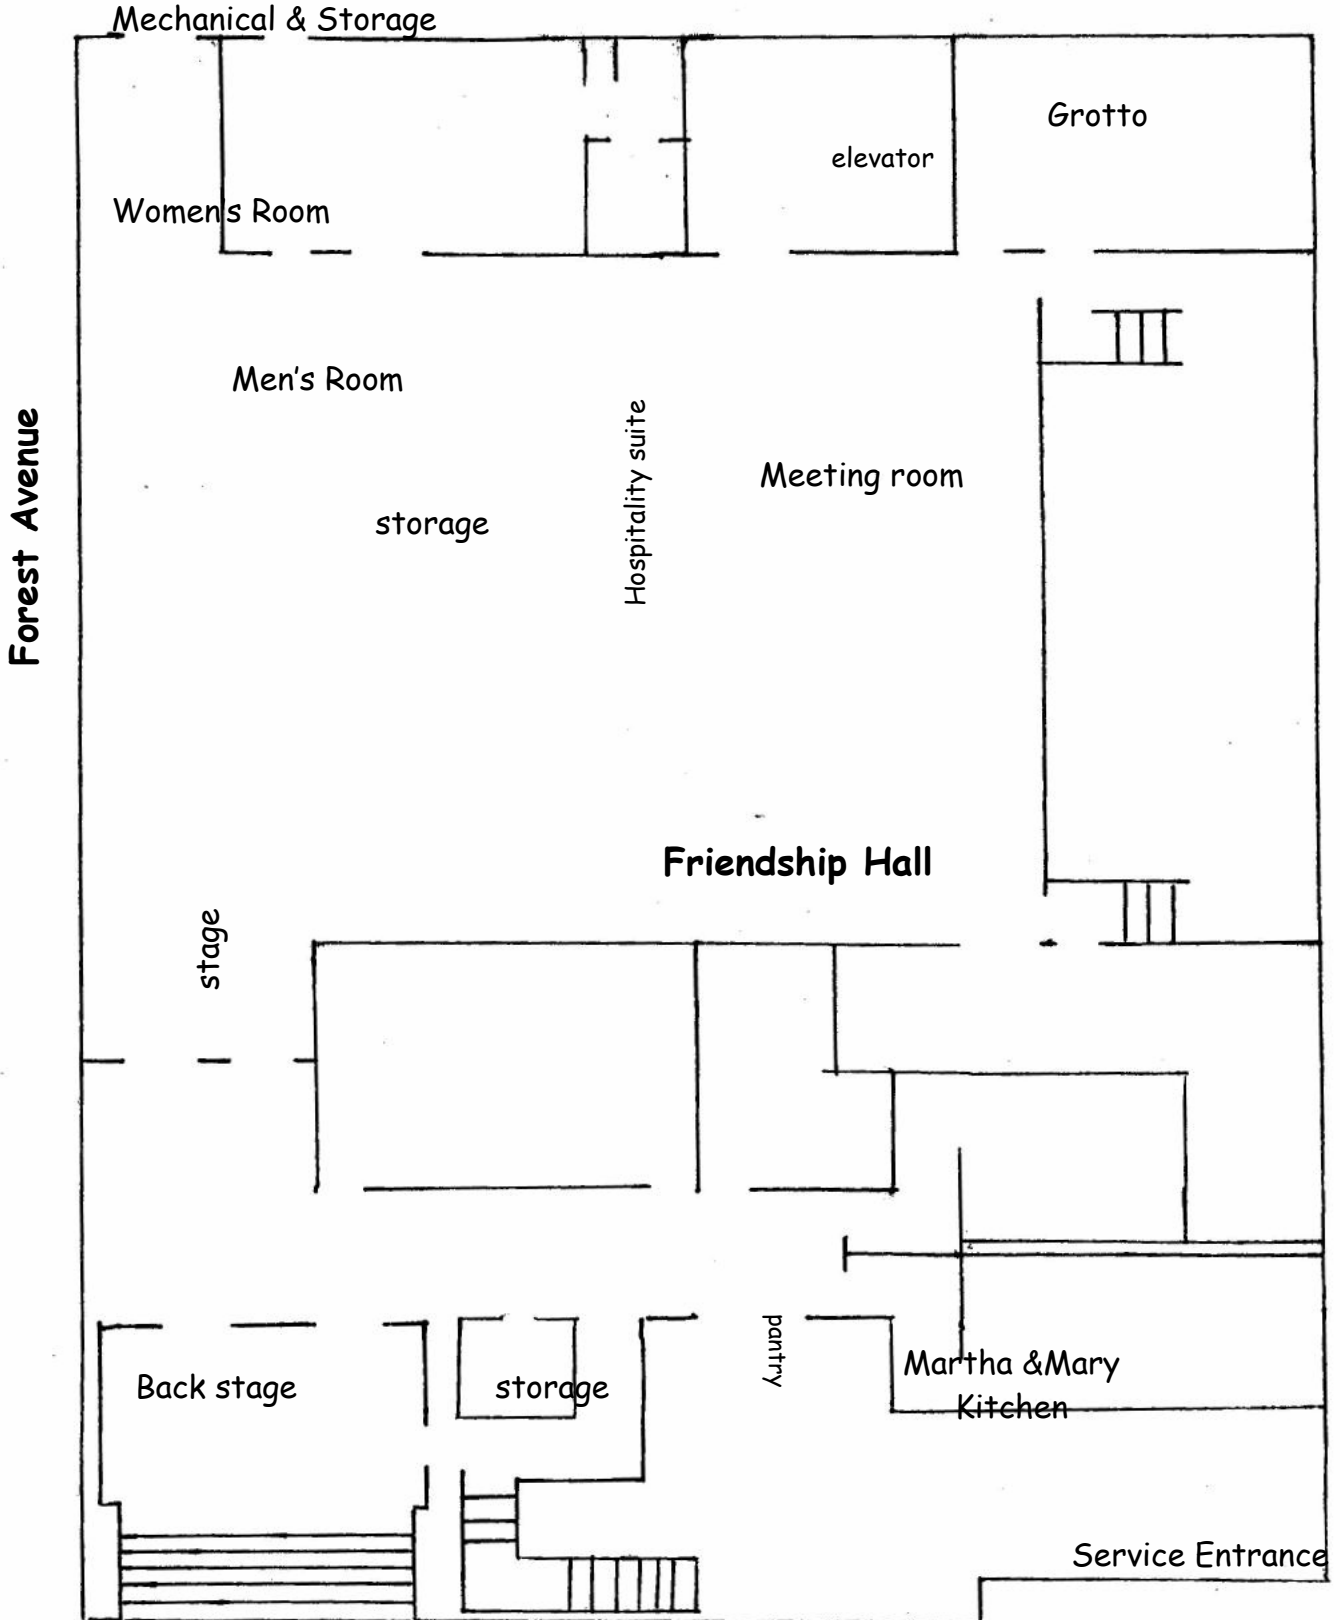 Mechanical & Storage
Grotto
elevator
Women's Room
Men's Room
Hospitality suite
Forest Avenue
Meeting room
storage
Friendship Hall
stage
pantry
Martha &Mary
Kitchen
Back stage
storage
Service Entrance